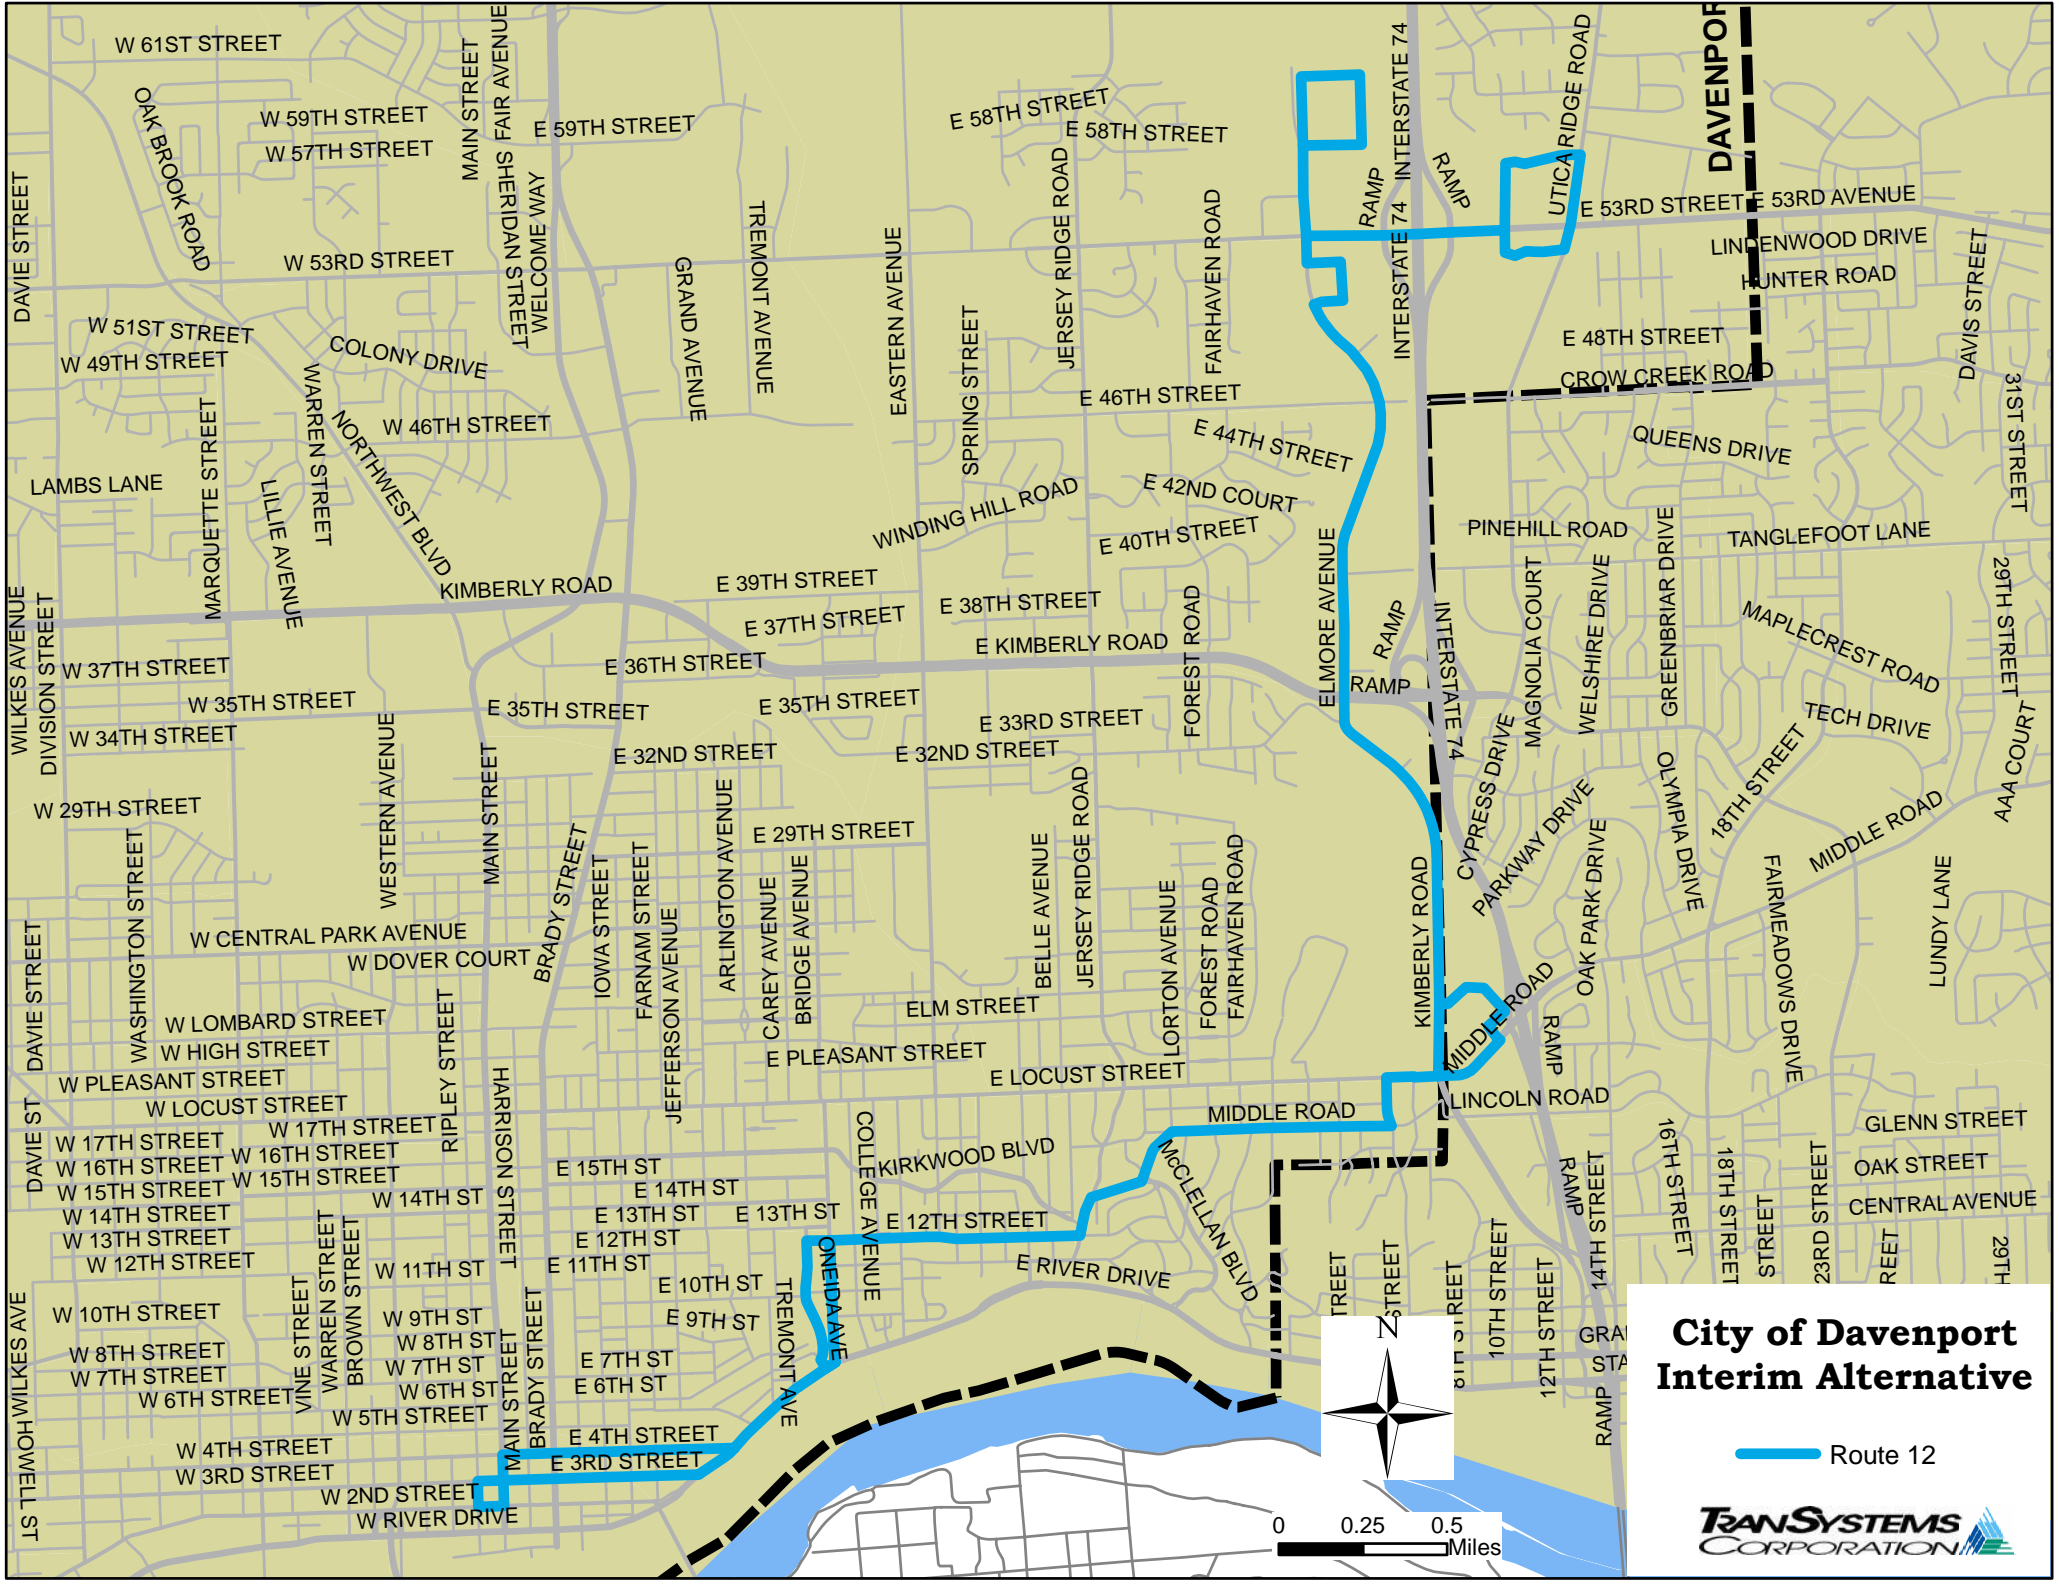 W 61ST STREET
MAIN STREET
FAIR AVENUE
OAK BROOK ROAD
W 59TH STREET
W 57TH STREET
E 59TH STREET
SHERIDAN STREET
WELCOME WAY
E 58TH STREET
E 58TH STREET
INTERSTATE 74
UTICA RIDGE ROAD
DAVENPOR
RAMP
RAMP
DAVIE STREET
W 53RD STREET
TREMONT AVENUE
GRAND AVENUE
EASTERN AVENUE
JERSEY RIDGE ROAD
FAIRHAVEN ROAD
INTERSTATE 74
E 53RD STREET
E 53RD AVENUE
LINDENWOOD DRIVE
HUNTER ROAD
DAVIS STREET
W 51ST STREET
W 49TH STREET
COLONY DRIVE
WARREN STREET
SPRING STREET
E 48TH STREET
CROW CREEK ROAD
31ST STREET
MARQUETTE STREET
NORTHWEST BLVD
W 46TH STREET
E 46TH STREET
E 44TH STREET
QUEENS DRIVE
LAMBS LANE
LILLIE AVENUE
WINDING HILL ROAD
E 42ND COURT
E 40TH STREET
PINEHILL ROAD
TANGLEFOOT LANE
GREENBRIAR DRIVE
ELMORE AVENUE
KIMBERLY ROAD
E 39TH STREET
E 38TH STREET
E 37TH STREET
FOREST ROAD
RAMP
INTERSTATE 74
MAGNOLIA COURT
WELSHIRE DRIVE
MAPLECREST ROAD
29TH STREET
WILKES AVENUE
DIVISION STREET
W 37TH STREET
E 36TH STREET
E KIMBERLY ROAD
RAMP
W 35TH STREET
E 35TH STREET
E 35TH STREET
W 34TH STREET
E 33RD STREET
E 32ND STREET
E 32ND STREET
WESTERN AVENUE
MAIN STREET
TECH DRIVE
AAA COURT
CYPRESS DRIVE
OLYMPIA DRIVE
18TH STREET
MIDDLE ROAD
W 29TH STREET
E 29TH STREET
WASHINGTON STREET
BRADY STREET
IOWA STREET
FARNAM STREET
JEFFERSON AVENUE
ARLINGTON AVENUE
CAREY AVENUE
BRIDGE AVENUE
BELLE AVENUE
JERSEY RIDGE ROAD
LORTON AVENUE
FOREST ROAD
FAIRHAVEN ROAD
KIMBERLY ROAD
PARKWAY DRIVE
OAK PARK DRIVE
FAIRMEADOWS DRIVE
LUNDY LANE
W CENTRAL PARK AVENUE
W DOVER COURT
DAVIE STREET
W LOMBARD STREET
W HIGH STREET
RIPLEY STREET
ELM STREET
E PLEASANT STREET
MIDDLE ROAD
RAMP
W PLEASANT STREET
E LOCUST STREET
W LOCUST STREET
LINCOLN ROAD
MIDDLE ROAD
DAVIE ST
W 17TH STREET
W 17TH STREET
W 16TH STREET
W 16TH STREET
W 15TH STREET
W 15TH STREET
HARRISON STREET
COLLEGE AVENUE
KIRKWOOD BLVD
McCLELLAN BLVD
GLENN STREET
OAK STREET
CENTRAL AVENUE
16TH STREET
18TH STREET
23RD STREET
E 15TH ST
W 14TH ST
E 14TH ST
W 14TH STREET
E 13TH ST
E 13TH ST
E 12TH STREET
W 13TH STREET
E 12TH ST
W 12TH STREET
E 11TH ST
W 11TH ST
E 10TH ST
ONEIDA AVE
E RIVER DRIVE
RAMP
14TH STREET
10TH STREET
12TH STREET
8TH STREET
TREET
STREET
STREET
REET
29TH
W 10TH STREET
VINE STREET
WARREN STREET
BROWN STREET
W 9TH ST
E 9TH ST
TREMONT AVE
W 8TH STREET
W 8TH ST
W 7TH STREET
W 7TH ST
E 7TH ST
W 6TH STREET
W 6TH ST
E 6TH ST
WILKES AVE
HOWELL ST
W 5TH STREET
MAIN STREET
BRADY STREET
W 4TH STREET
E 4TH STREET
W 3RD STREET
E 3RD STREET
W 2ND STREET
W RIVER DRIVE
GRA
STA
RAMP
N
0 0.25 0.5
Miles
City of Davenport
Interim Alternative
Route 12
TRANSYSTEMS
CORPORATION